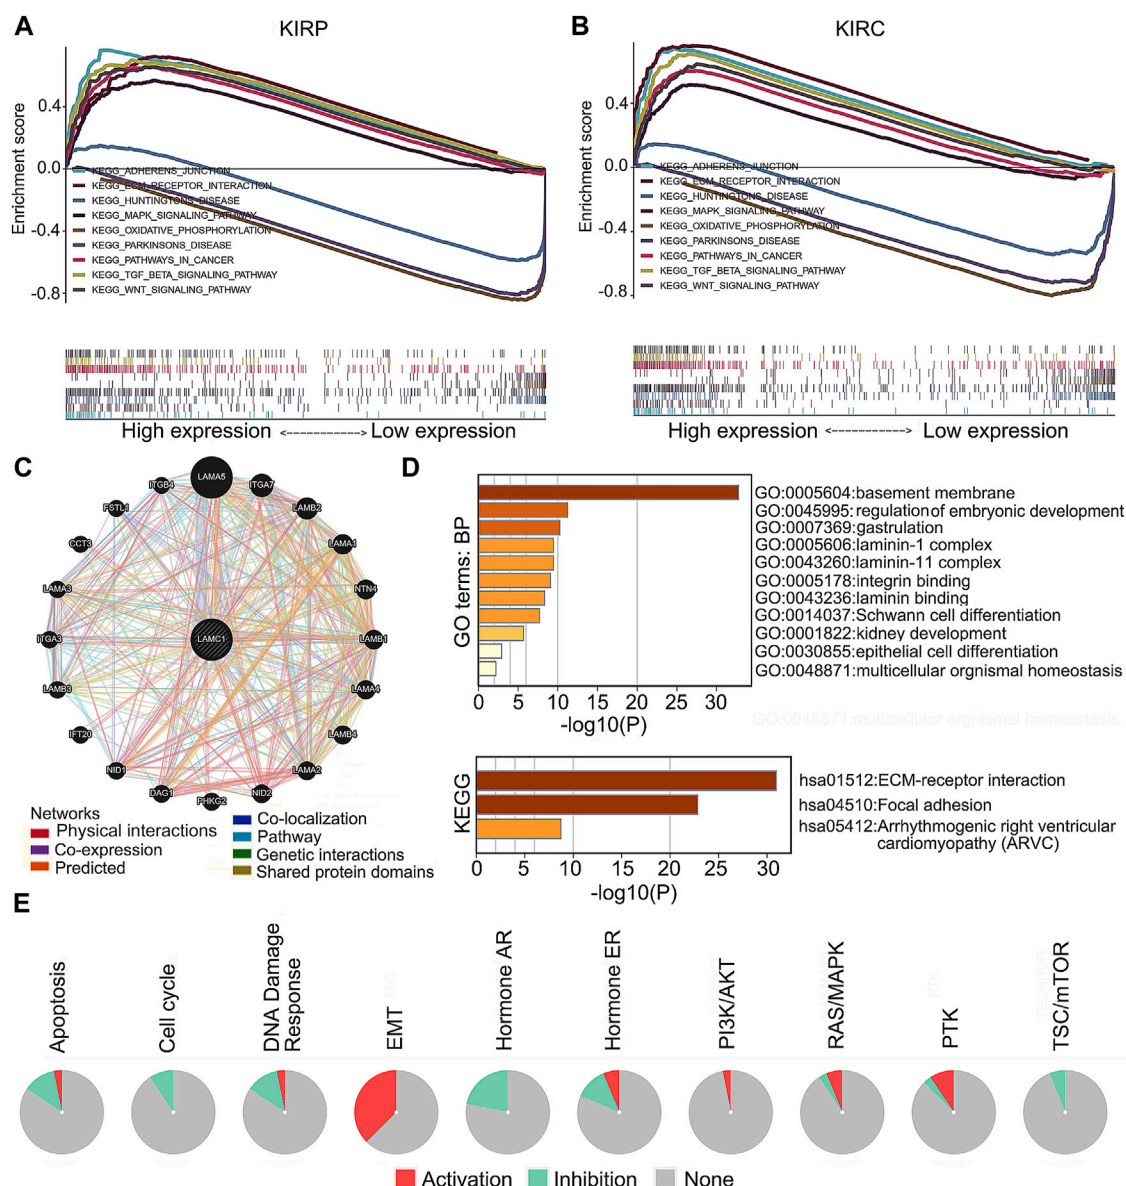 A
KIRP
Enrichment score
0.4
0.0
-0.4
-0.8
KEGG_ADHERENS_JUNCTION
KEGG_ECM_RECEPTOR_INTERACTION
KEGG_HUNTINGTONS_DISEASE
KEGG_MAPK_SIGNALING_PATHWAY
KEGG_OXIDATIVE_PHOSPHORYLATION
KEGG_PARKINSONS_DISEASE
KEGG_PATHWAYS_IN_CANCER
KEGG_TGF_BETA_SIGNALING_PATHWAY
KEGG_WNT_SIGNALING_PATHWAY
High expression <------------> Low expression
B
KIRC
Enrichment score
0.4
0.0
-0.4
-0.8
KEGG_ADHERENS_JUNCTION
KEGG_ECM_RECEPTOR_INTERACTION
KEGG_HUNTINGTONS_DISEASE
KEGG_MAPK_SIGNALING_PATHWAY
KEGG_OXIDATIVE_PHOSPHORYLATION
KEGG_PARKINSONS_DISEASE
KEGG_PATHWAYS_IN_CANCER
KEGG_TGF_BETA_SIGNALING_PATHWAY
KEGG_WNT_SIGNALING_PATHWAY
High expression <------------> Low expression
C
LAMA5
ITGB4
ITGA7
FSTL1
LAMB2
CCT3
LAMA1
LAMA3
NTN4
ITGA3
LAMC1
LAMB1
LAMB3
LAMA4
IFT20
LAMB4
NID1
LAMA2
DAG1
NID2
PHKG2
Networks
Physical interactions
Co-expression
Predicted
Co-localization
Pathway
Genetic interactions
Shared protein domains
D
GO terms: BP
GO:0005604:basement membrane
GO:0045995:regulation of embryonic development
GO:0007369:gastrulation
GO:0005606:laminin-1 complex
GO:0043260:laminin-11 complex
GO:0005178:integrin binding
GO:0043236:laminin binding
GO:0014037:Schwann cell differentiation
GO:0001822:kidney development
GO:0030855:epithelial cell differentiation
GO:0048871:multicellular orgnismal homeostasis
0 5 10 15 20 25 30
-log10(P)
GO:0048871:multicellular orgnismal homeostasis
KEGG
hsa01512:ECM-receptor interaction
hsa04510:Focal adhesion
hsa05412:Arrhythmogenic right ventricular
cardiomyopathy (ARVC)
0 5 10 15 20 25 30
-log10(P)
E
Apoptosis
Cell cycle
DNA Damage
Response
EMT
Hormone AR
Hormone ER
PI3K/AKT
RAS/MAPK
PTK
TSC/mTOR
Activation
Inhibition
None